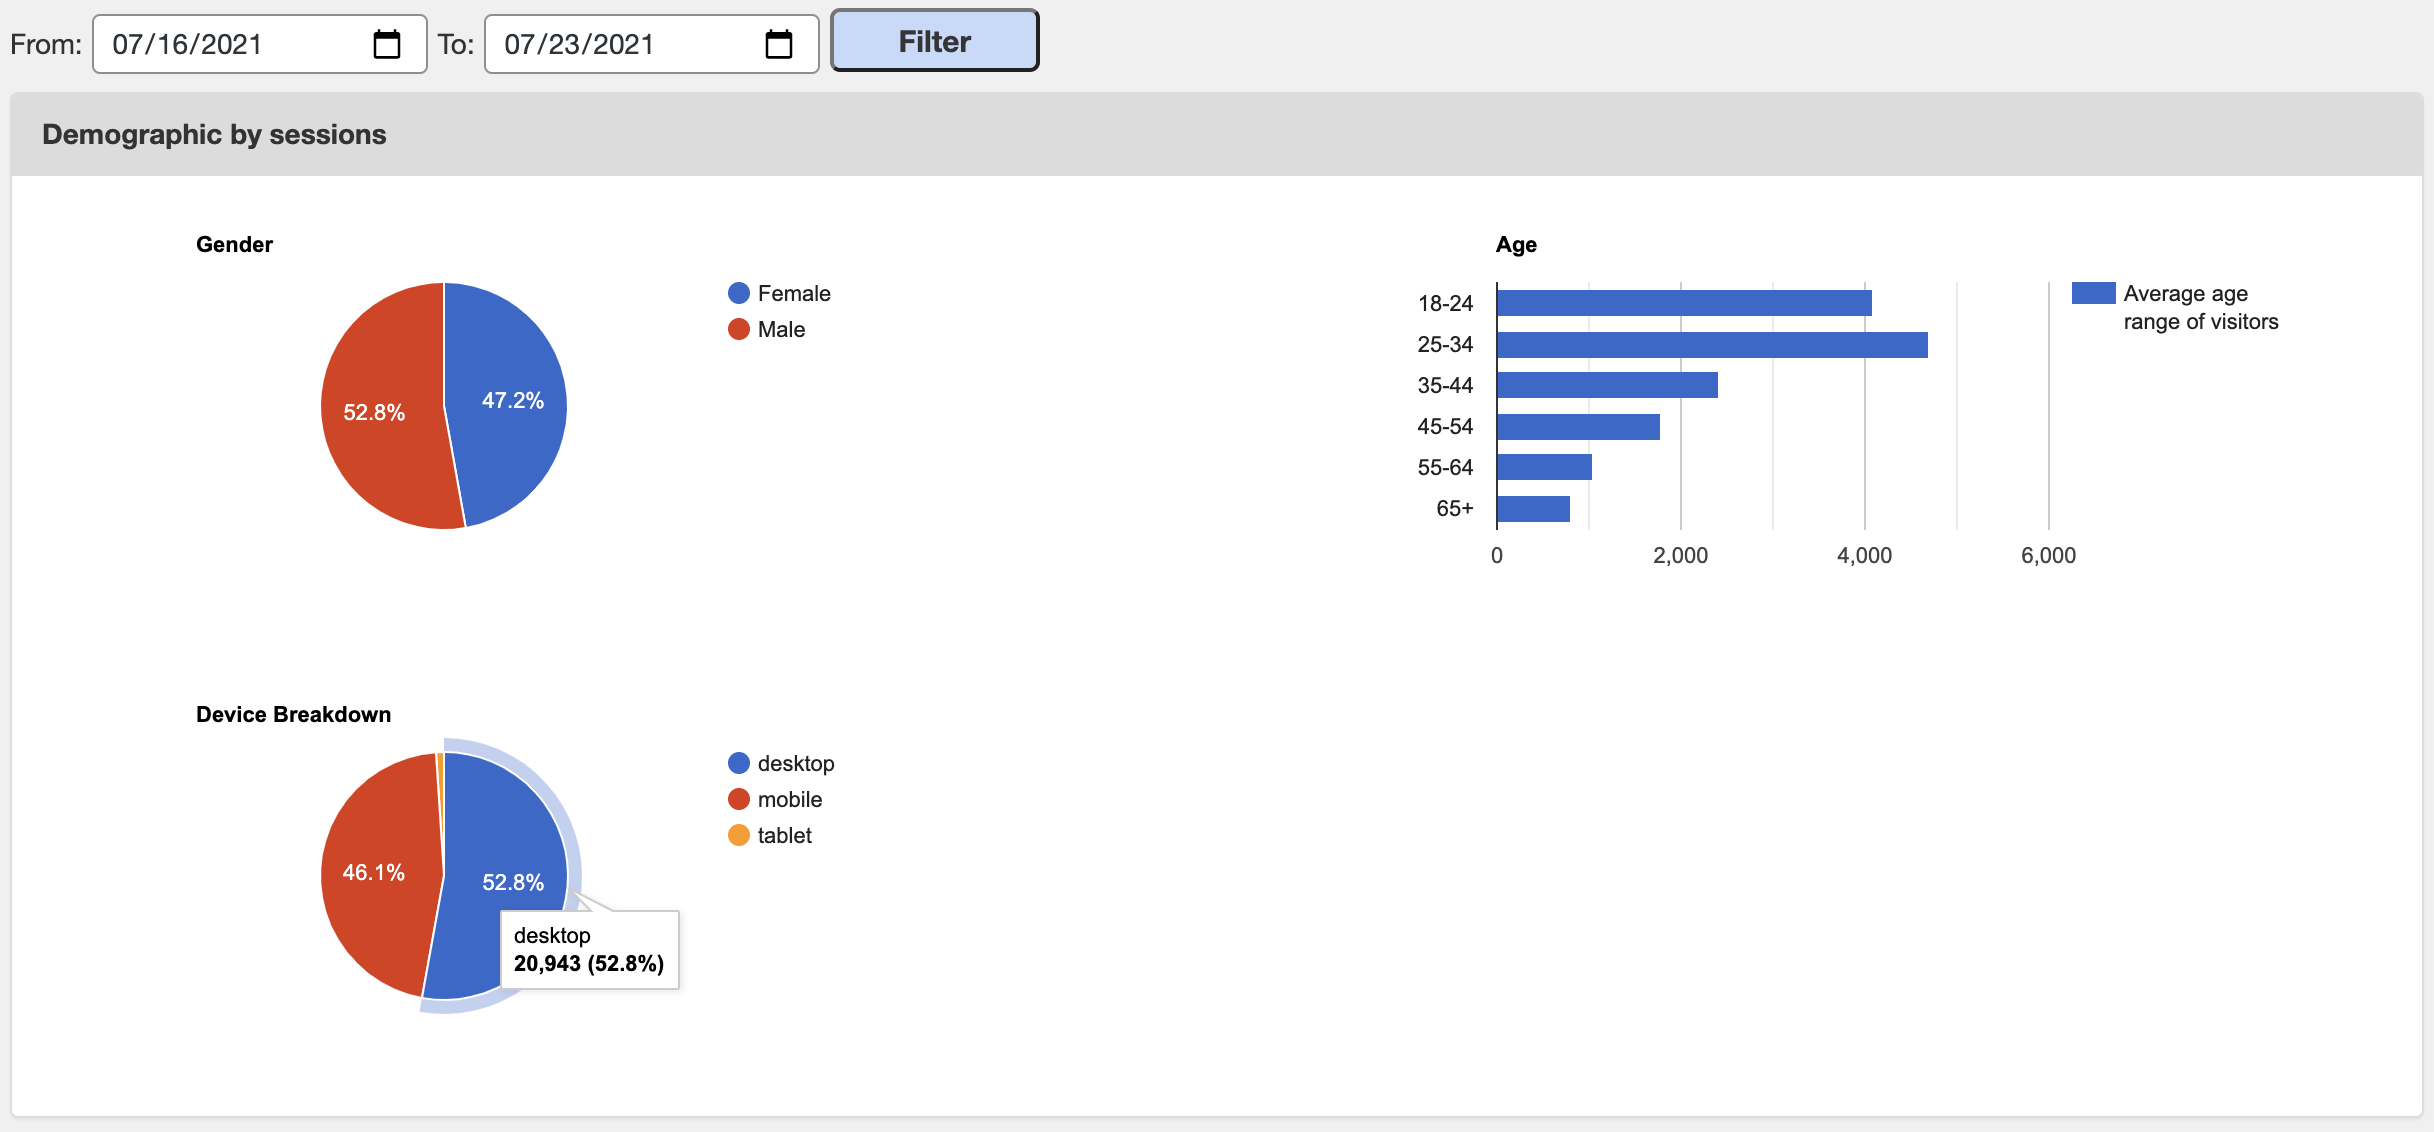 From: 07/16/2021 To: 07/23/2021 Filter
Demographic by sessions
Gender
Female
Male
52.8%
47.2%
Age
18-24
25-34
35-44
45-54
55-64
65+
0 2,000 4,000 6,000
Average age
range of visitors
Device Breakdown
desktop
mobile
tablet
46.1%
52.8%
desktop
20,943 (52.8%)